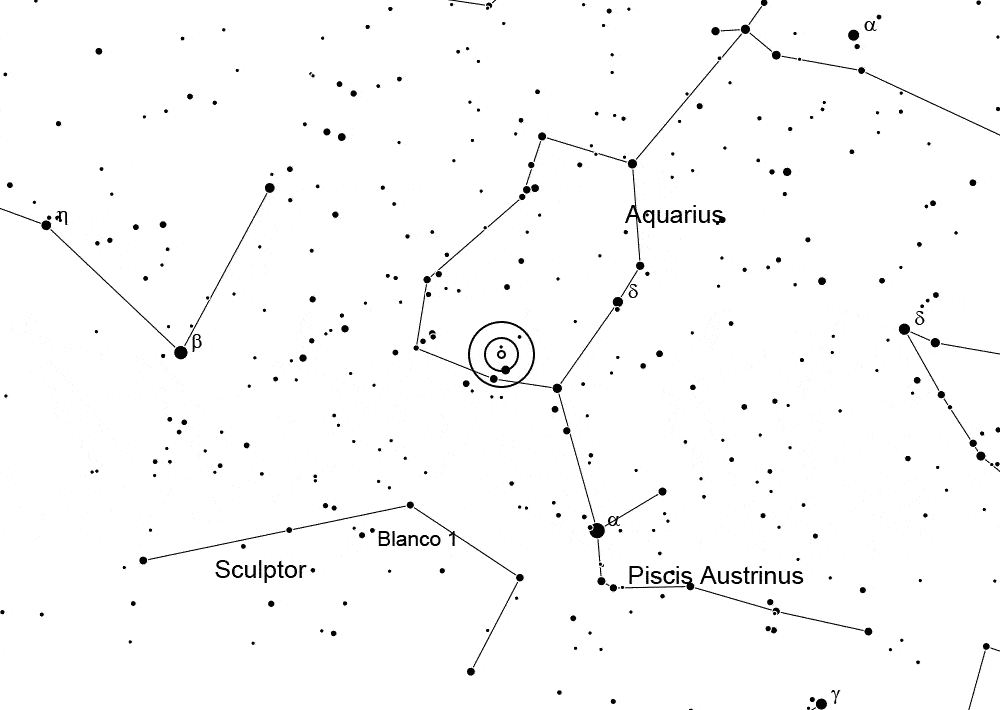 α
η
Aquarius
δ
δ
β
α
Blanco 1
Sculptor
Piscis Austrinus
γ